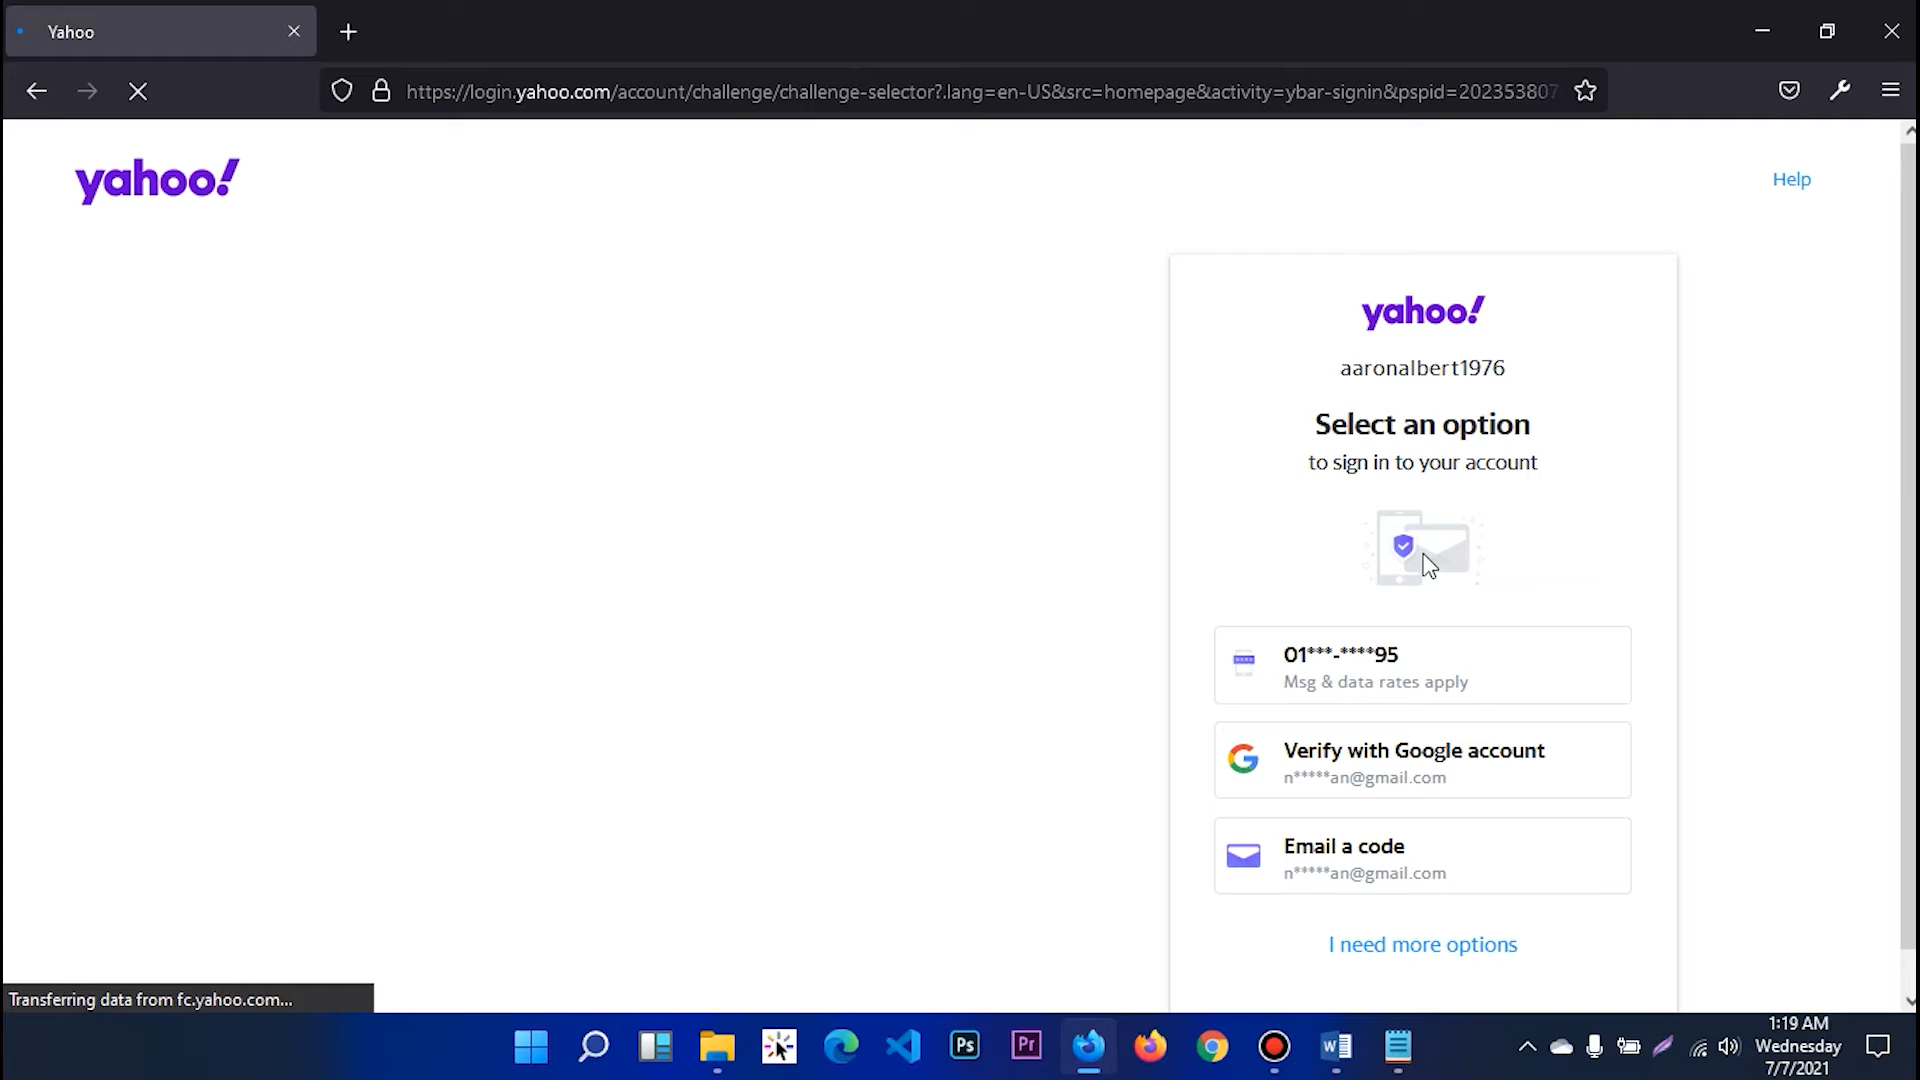 Yahoo
https://login.yahoo.com/account/challenge/challenge-selector?.lang=en-US&src=homepage&activity=ybar-signin&pspid=202353807
yahoo!
Help
yahoo!
aaronalbert1976
Select an option
to sign in to your account
01***-****95
Msg & data rates apply
Verify with Google account
n*****an@gmail.com
Email a code
n*****an@gmail.com
I need more options
Transferring data from fc.yahoo.com...
Ps
Pr
1:19 AM
Wednesday
7/7/2021